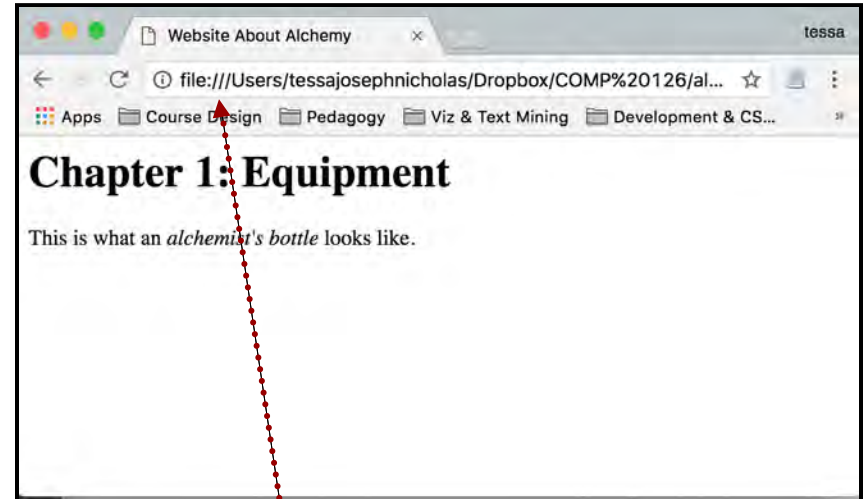 Website About Alchemy
tessa
file:///Users/tessajosephnicholas/Dropbox/COMP%20126/al...
Apps Course Design Pedagogy Viz & Text Mining Development & CS...
Chapter 1: Equipment
This is what an alchemist's bottle looks like.